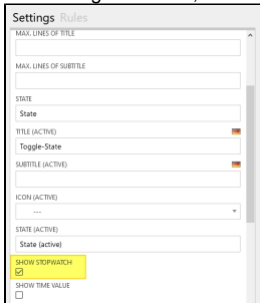 Settings Rules
MAX. LINES OF TITLE
MAX. LINES OF SUBTITLE
STATE
State
TITLE (ACTIVE)
Toggle-State
SUBTITLE (ACTIVE)
ICON (ACTIVE)
---
STATE (ACTIVE)
State (active)
SHOW STOPWATCH
SHOW TIME VALUE